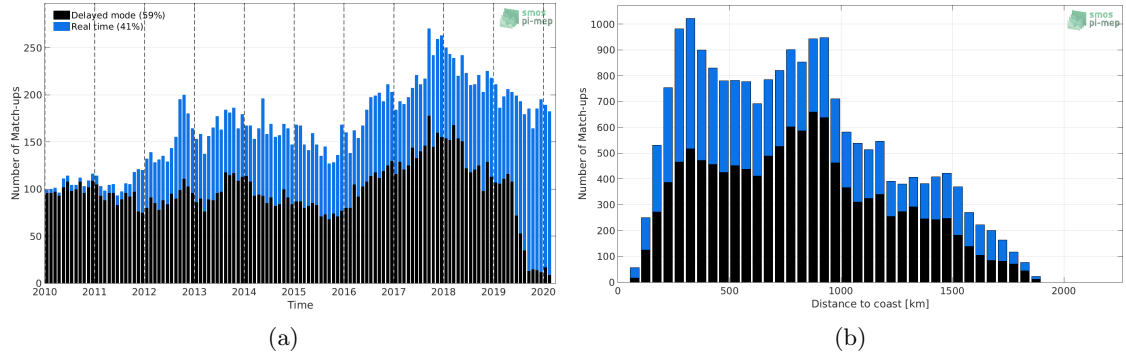 Delayed mode (59%)
Real time (41%)
smos
pi-mep
Number of Match-ups
250
200
150
100
50
0
2010 2011 2012 2013 2014 2015 2016 2017 2018 2019 2020
Time
(a)
smos
pi-mep
Number of Match-ups
1000
900
800
700
600
500
400
300
200
100
0
0 500 1000 1500 2000
Distance to coast [km]
(b)